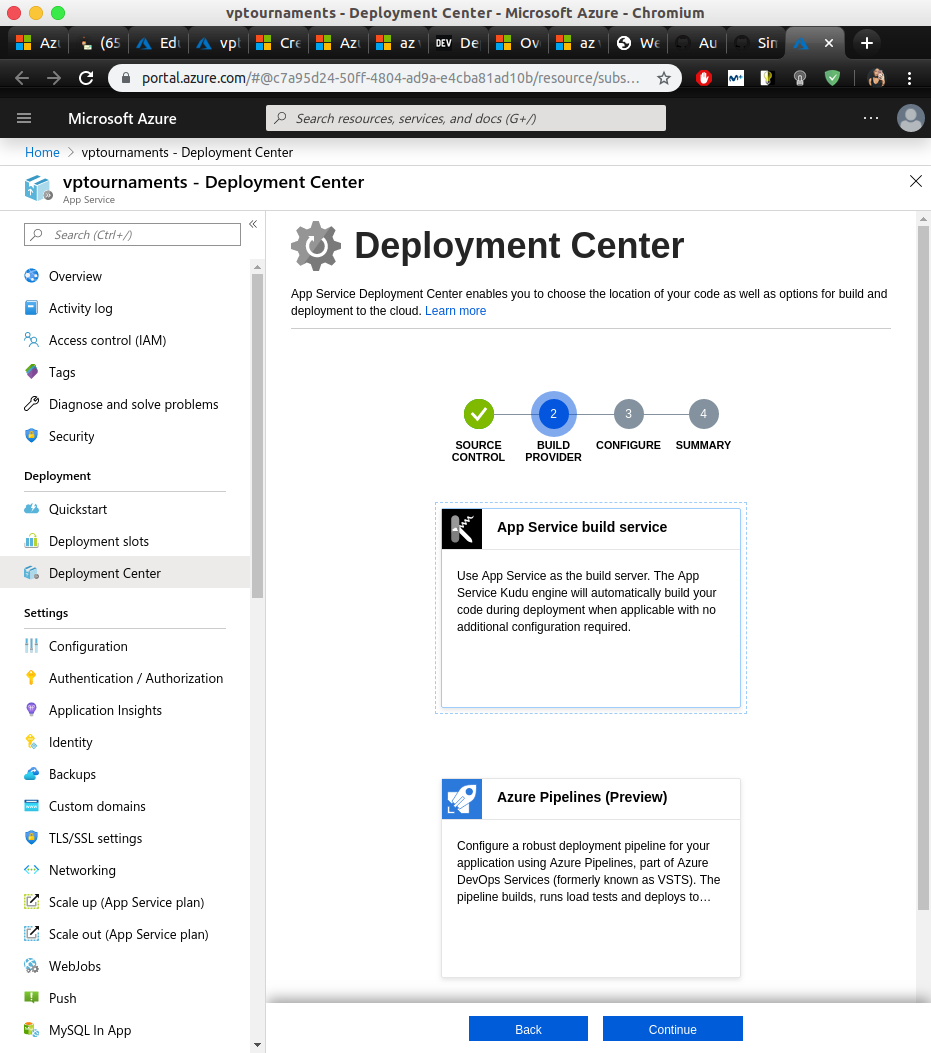 vptournaments - Deployment Center - Microsoft Azure - Chromium
Azu
(65
Edu
vpt
Cre
Azu
az v
DEV De
Ove
az v
We
Au
Sin
portal.azure.com/#@c7a95d24-50ff-4804-ad9a-e4cba81ad10b/resource/subs...
Microsoft Azure
Search resources, services, and docs (G+/)
Home > vptournaments - Deployment Center
vptournaments - Deployment Center
App Service
Search (Ctrl+/)
Overview
Activity log
Access control (IAM)
Tags
Diagnose and solve problems
Security
Deployment
Quickstart
Deployment slots
Deployment Center
Settings
Configuration
Authentication / Authorization
Application Insights
Identity
Backups
Custom domains
TLS/SSL settings
Networking
Scale up (App Service plan)
Scale out (App Service plan)
WebJobs
Push
MySQL In App
Deployment Center
App Service Deployment Center enables you to choose the location of your code as well as options for build and
deployment to the cloud. Learn more
2
3
4
SOURCE CONTROL
BUILD PROVIDER
CONFIGURE
SUMMARY
App Service build service
Use App Service as the build server. The App
Service Kudu engine will automatically build your
code during deployment when applicable with no
additional configuration required.
Azure Pipelines (Preview)
Configure a robust deployment pipeline for your
application using Azure Pipelines, part of Azure
DevOps Services (formerly known as VSTS). The
pipeline builds, runs load tests and deploys to…
Back
Continue